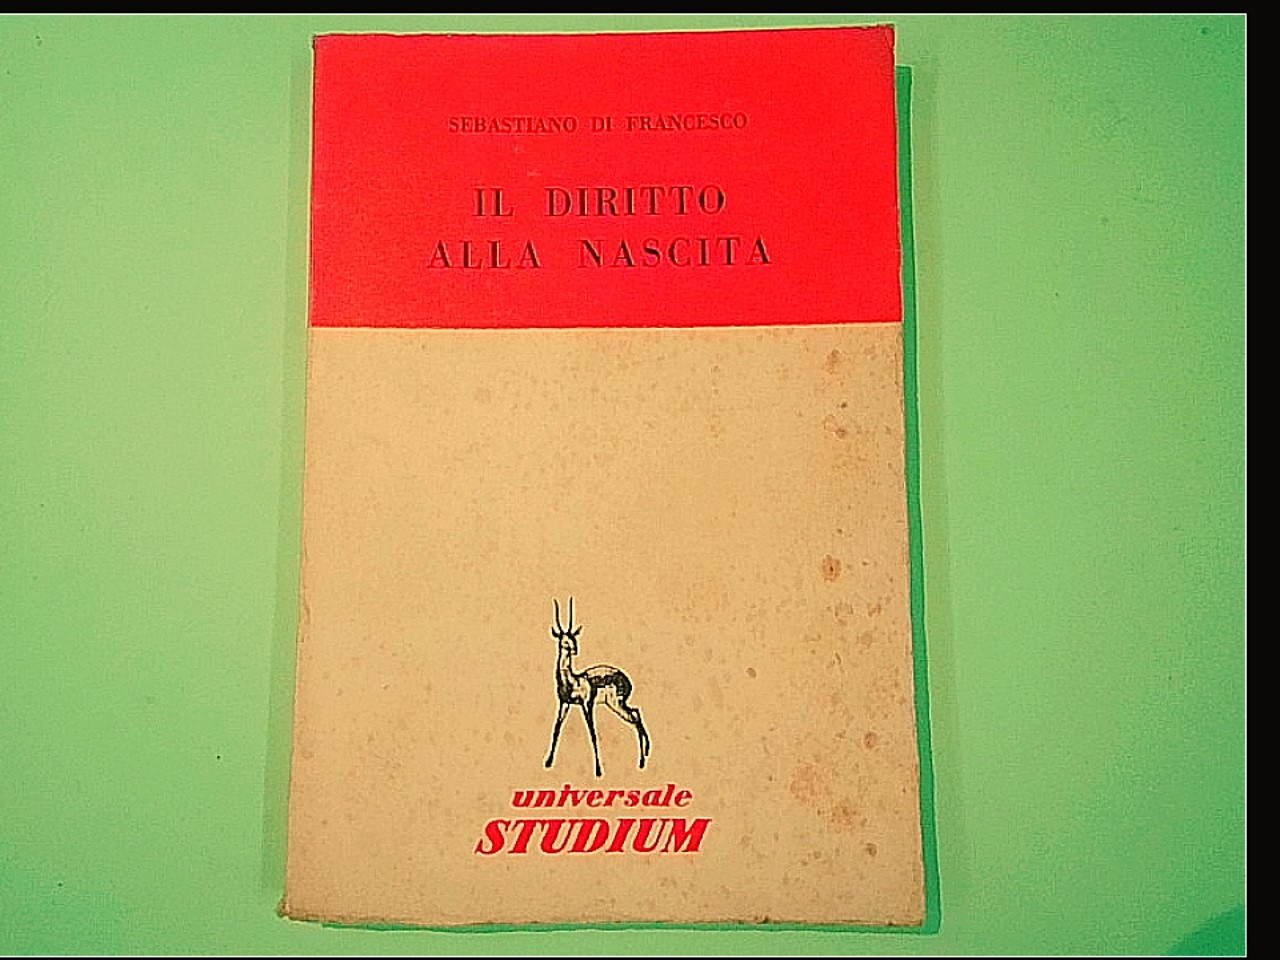 SEBASTIANO DI FRANCESCO
IL DIRITTO
ALLA NASCITA
universale
STUDIUM